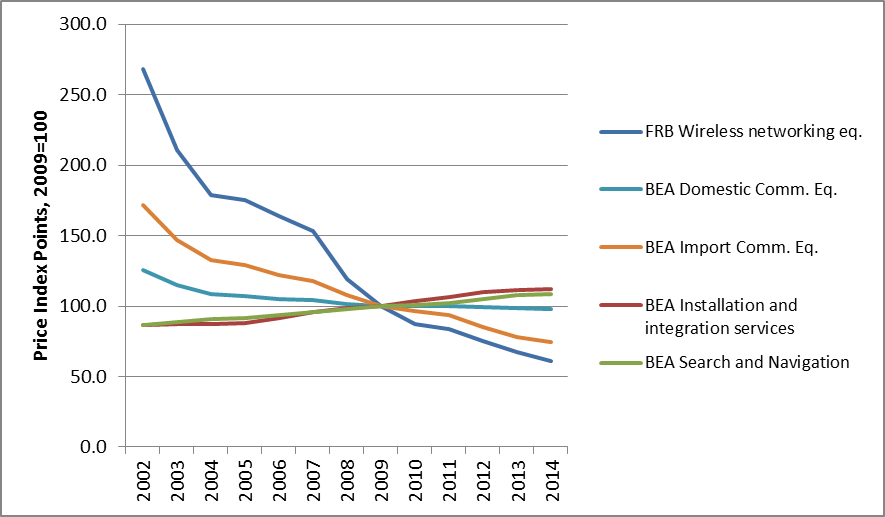 Price Index Points, 2009=100
300.0
250.0
200.0
150.0
100.0
50.0
0.0
2002
2003
2004
2005
2006
2007
2008
2009
2010
2011
2012
2013
2014
FRB Wireless networking eq.
BEA Domestic Comm. Eq.
BEA Import Comm. Eq.
BEA Installation and
integration services
BEA Search and Navigation